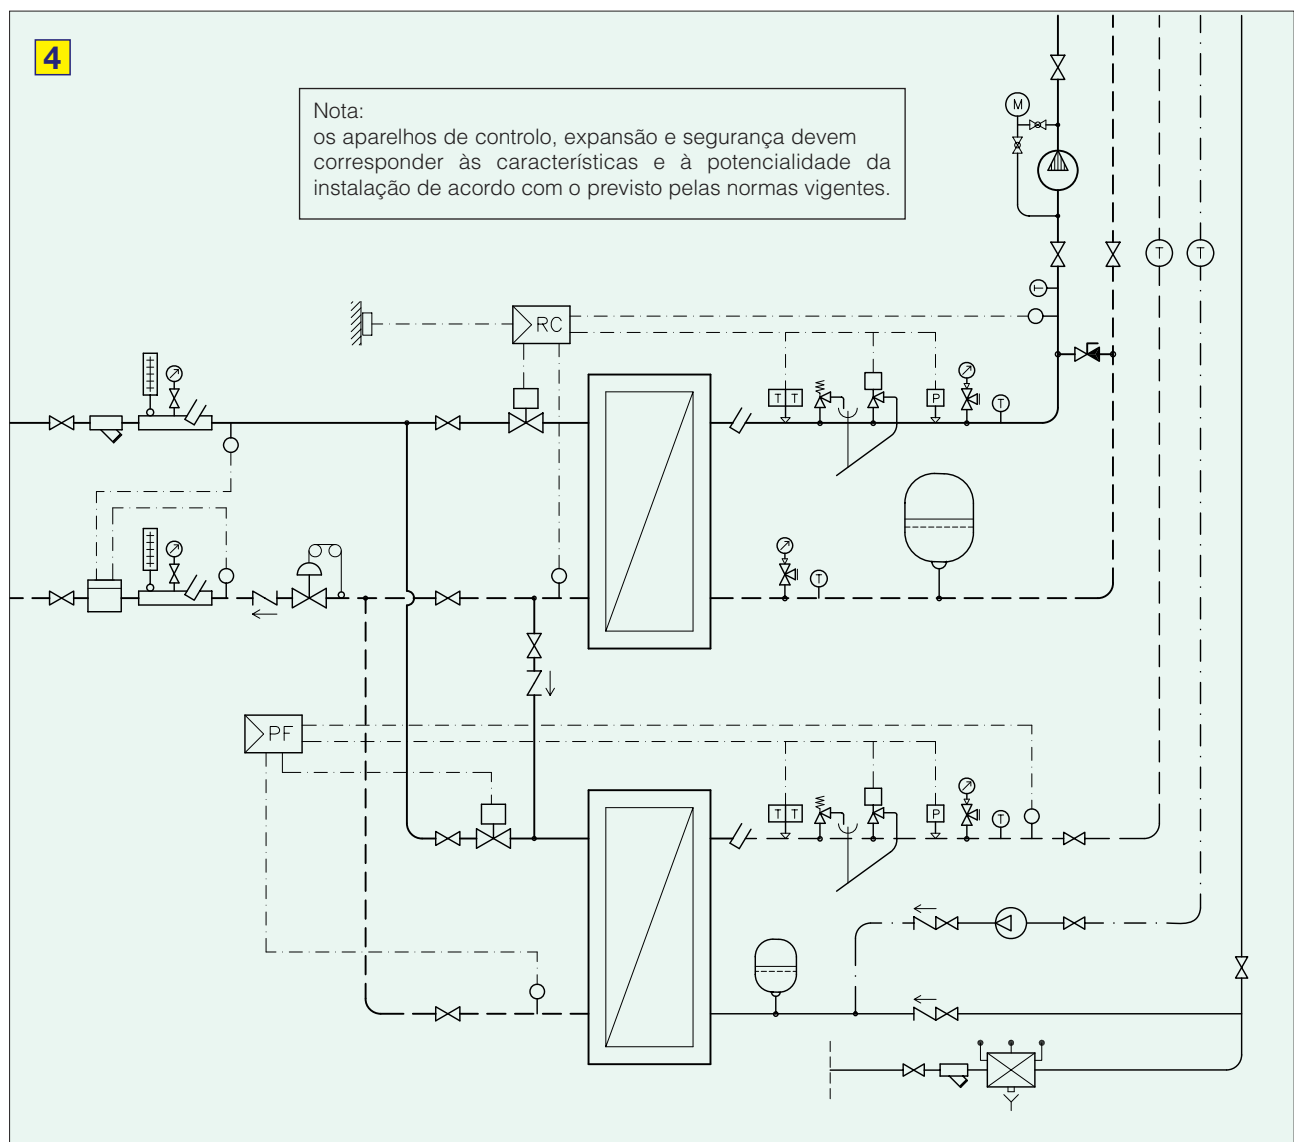 4
Nota:
os aparelhos de controlo, expansão e segurança devem
corresponder às características e à potencialidade da
instalação de acordo com o previsto pelas normas vigentes.
M
T
T
T
RC
T T
P
T
T
PF
T T
P
T